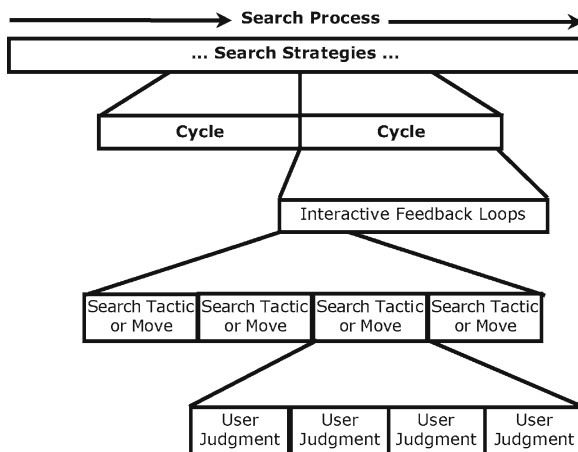 Search Process
... Search Strategies ...
Cycle
Cycle
Interactive Feedback Loops
Search Tactic
or Move
Search Tactic
or Move
Search Tactic
or Move
Search Tactic
or Move
User
Judgment
User
Judgment
User
Judgment
User
Judgment